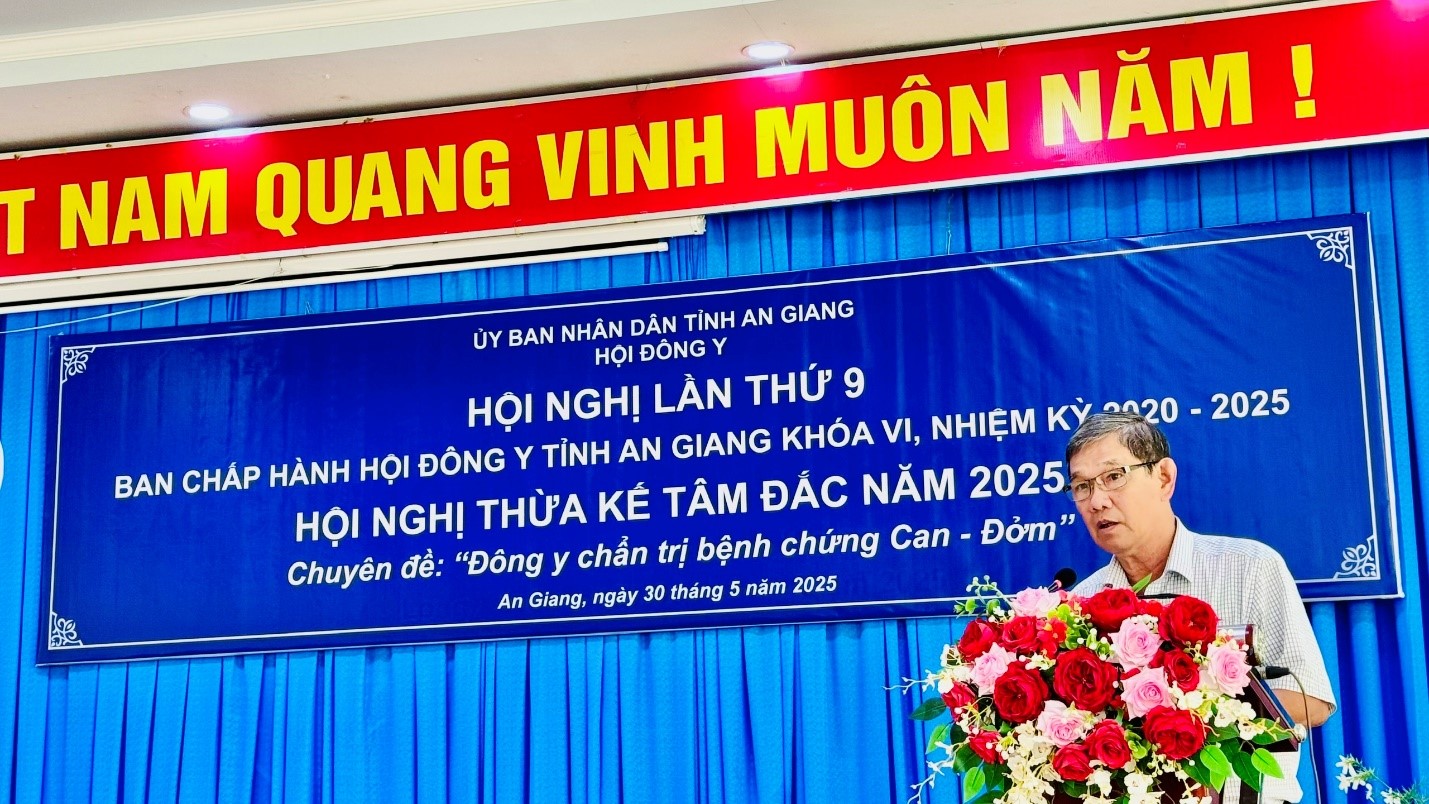 T NAM QUANG VINH MUÔN NĂM !
ỦY BAN NHÂN DÂN TỈNH AN GIANG
HỘI ĐÔNG Y
HỘI NGHỊ LẦN THỨ 9
BAN CHẤP HÀNH HỘI ĐÔNG Y TỈNH AN GIANG KHÓA VI, NHIỆM KỲ 2020 - 2025
HỘI NGHỊ THỪA KẾ TÂM ĐẮC NĂM 2025
Chuyên đề: “Đông y chẩn trị bệnh chứng Can - Đởm”
An Giang, ngày 30 tháng 5 năm 2025